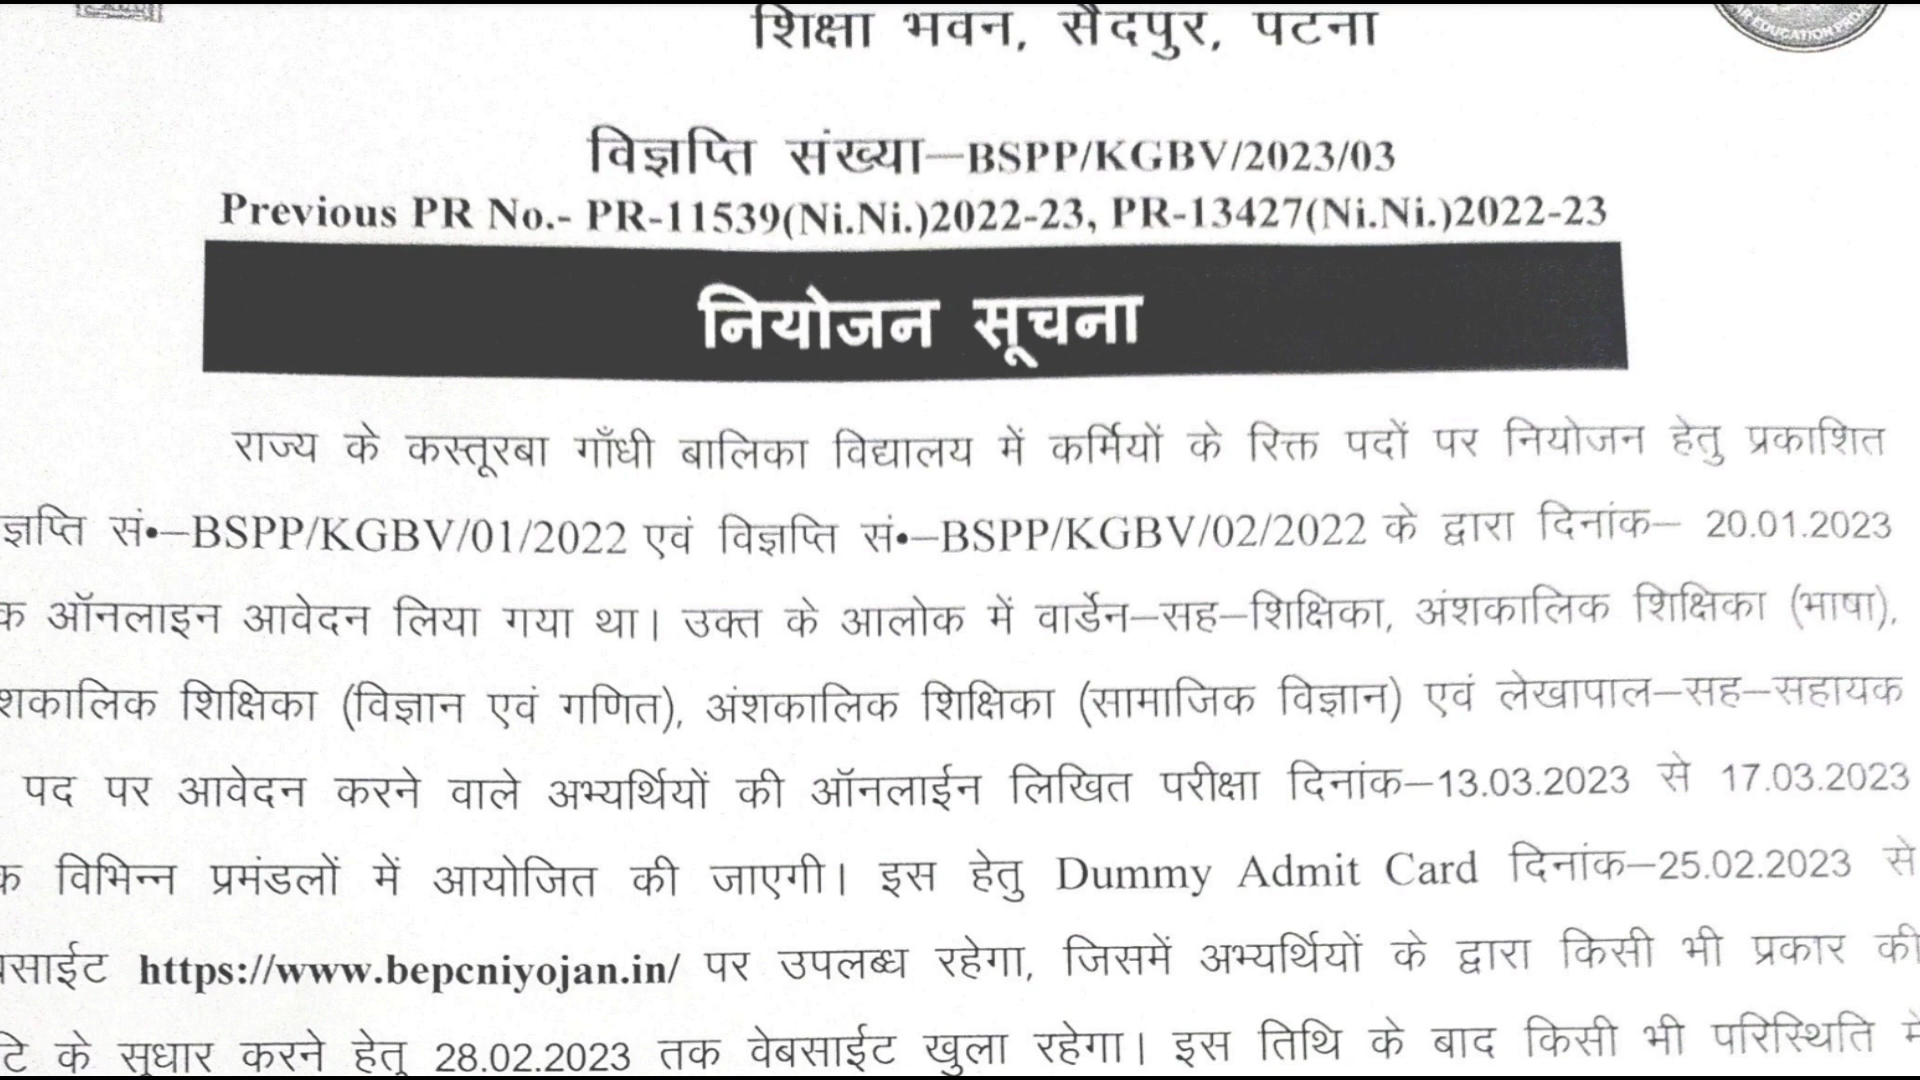 शिक्षा भवन, सैदपुर, पटना
EDUCATION PRO
विज्ञप्ति संख्या–BSPP/KGBV/2023/03
Previous PR No.- PR-11539(Ni.Ni.)2022-23, PR-13427(Ni.Ni.)2022-23
नियोजन सूचना
राज्य के कस्तूरबा गाँधी बालिका विद्यालय में कर्मियों के रिक्त पदों पर नियोजन हेतु प्रकाशित
ज्ञप्ति सं॰–BSPP/KGBV/01/2022 एवं विज्ञप्ति सं॰–BSPP/KGBV/02/2022 के द्वारा दिनांक– 20.01.2023
क ऑनलाइन आवेदन लिया गया था। उक्त के आलोक में वार्डेन–सह–शिक्षिका, अंशकालिक शिक्षिका (भाषा),
शकालिक शिक्षिका (विज्ञान एवं गणित), अंशकालिक शिक्षिका (सामाजिक विज्ञान) एवं लेखापाल–सह–सहायक
पद पर आवेदन करने वाले अभ्यर्थियों की ऑनलाईन लिखित परीक्षा दिनांक–13.03.2023 से 17.03.2023
क विभिन्न प्रमंडलों में आयोजित की जाएगी। इस हेतु Dummy Admit Card दिनांक–25.02.2023 से
बसाईट https://www.bepcniyojan.in/ पर उपलब्ध रहेगा, जिसमें अभ्यर्थियों के द्वारा किसी भी प्रकार की
टि के सुधार करने हेतु 28.02.2023 तक वेबसाईट खुला रहेगा। इस तिथि के बाद किसी भी परिस्थिति में